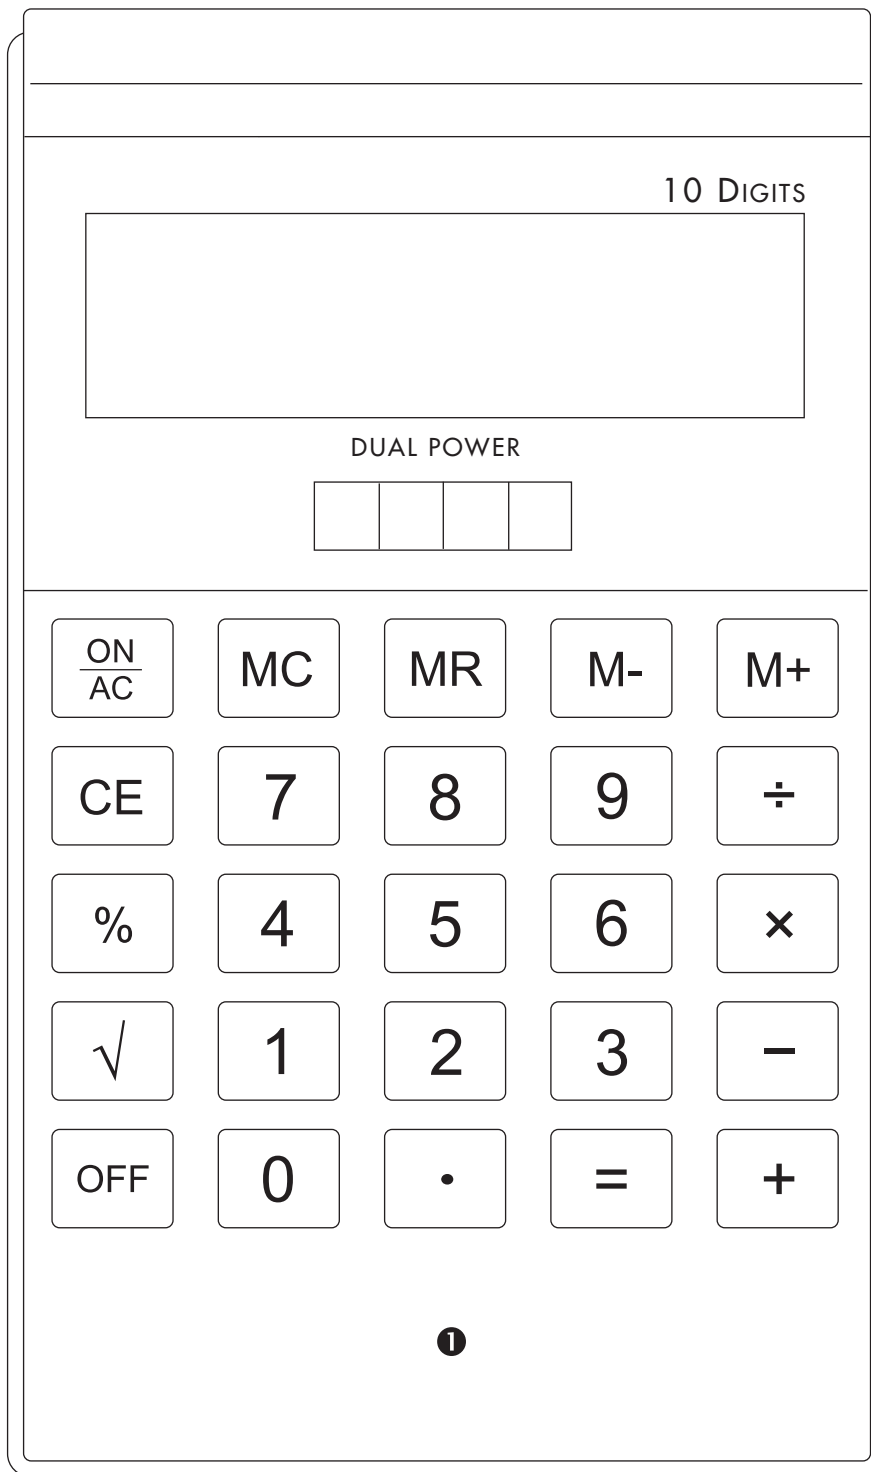 10 DIGITS
DUAL POWER
ON
AC MC MR M- M+
CE 7 8 9 ÷
% 4 5 6 ×
√ 1 2 3 −
OFF 0 . = +
❶